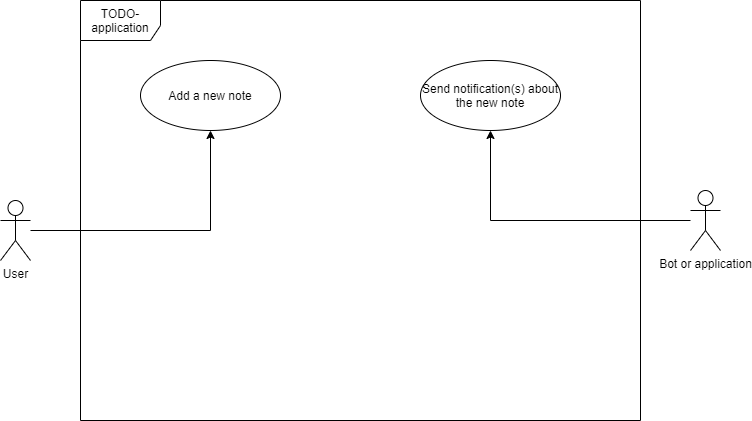 TODO-
application
Add a new note
Send notification(s) about
the new note
User
Bot or application